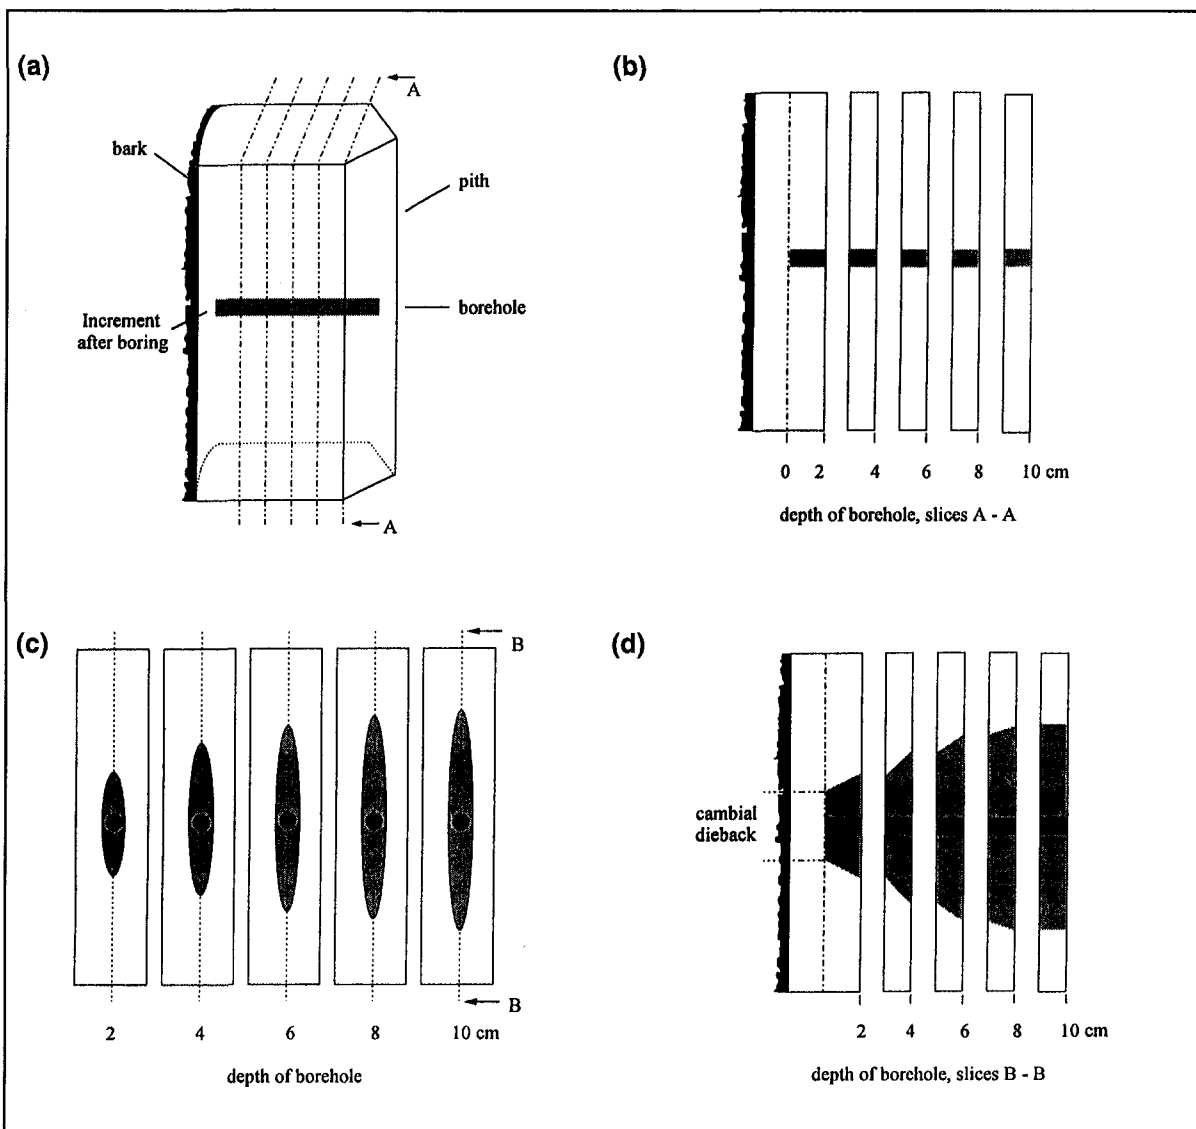 (a)
A
bark
pith
borehole
Increment
after boring
A
(b)
0 2 4 6 8 10 cm
depth of borehole, slices A - A
(c)
B
B
2 4 6 8 10 cm
depth of borehole
(d)
cambial
dieback
2 4 6 8 10 cm
depth of borehole, slices B - B